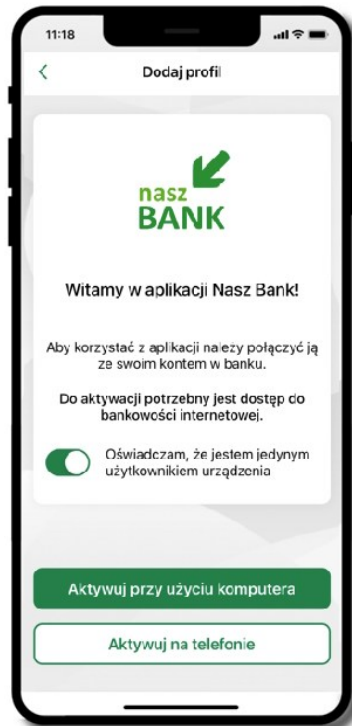 11:18
Dodaj profil
nasz
BANK
Witamy w aplikacji Nasz Bank!
Aby korzystać z aplikacji należy połączyć ją
ze swoim kontem w banku.
Do aktywacji potrzebny jest dostęp do
bankowości internetowej.
Oświadczam, że jestem jedynym
użytkownikiem urządzenia
Aktywuj przy użyciu komputera
Aktywuj na telefonie